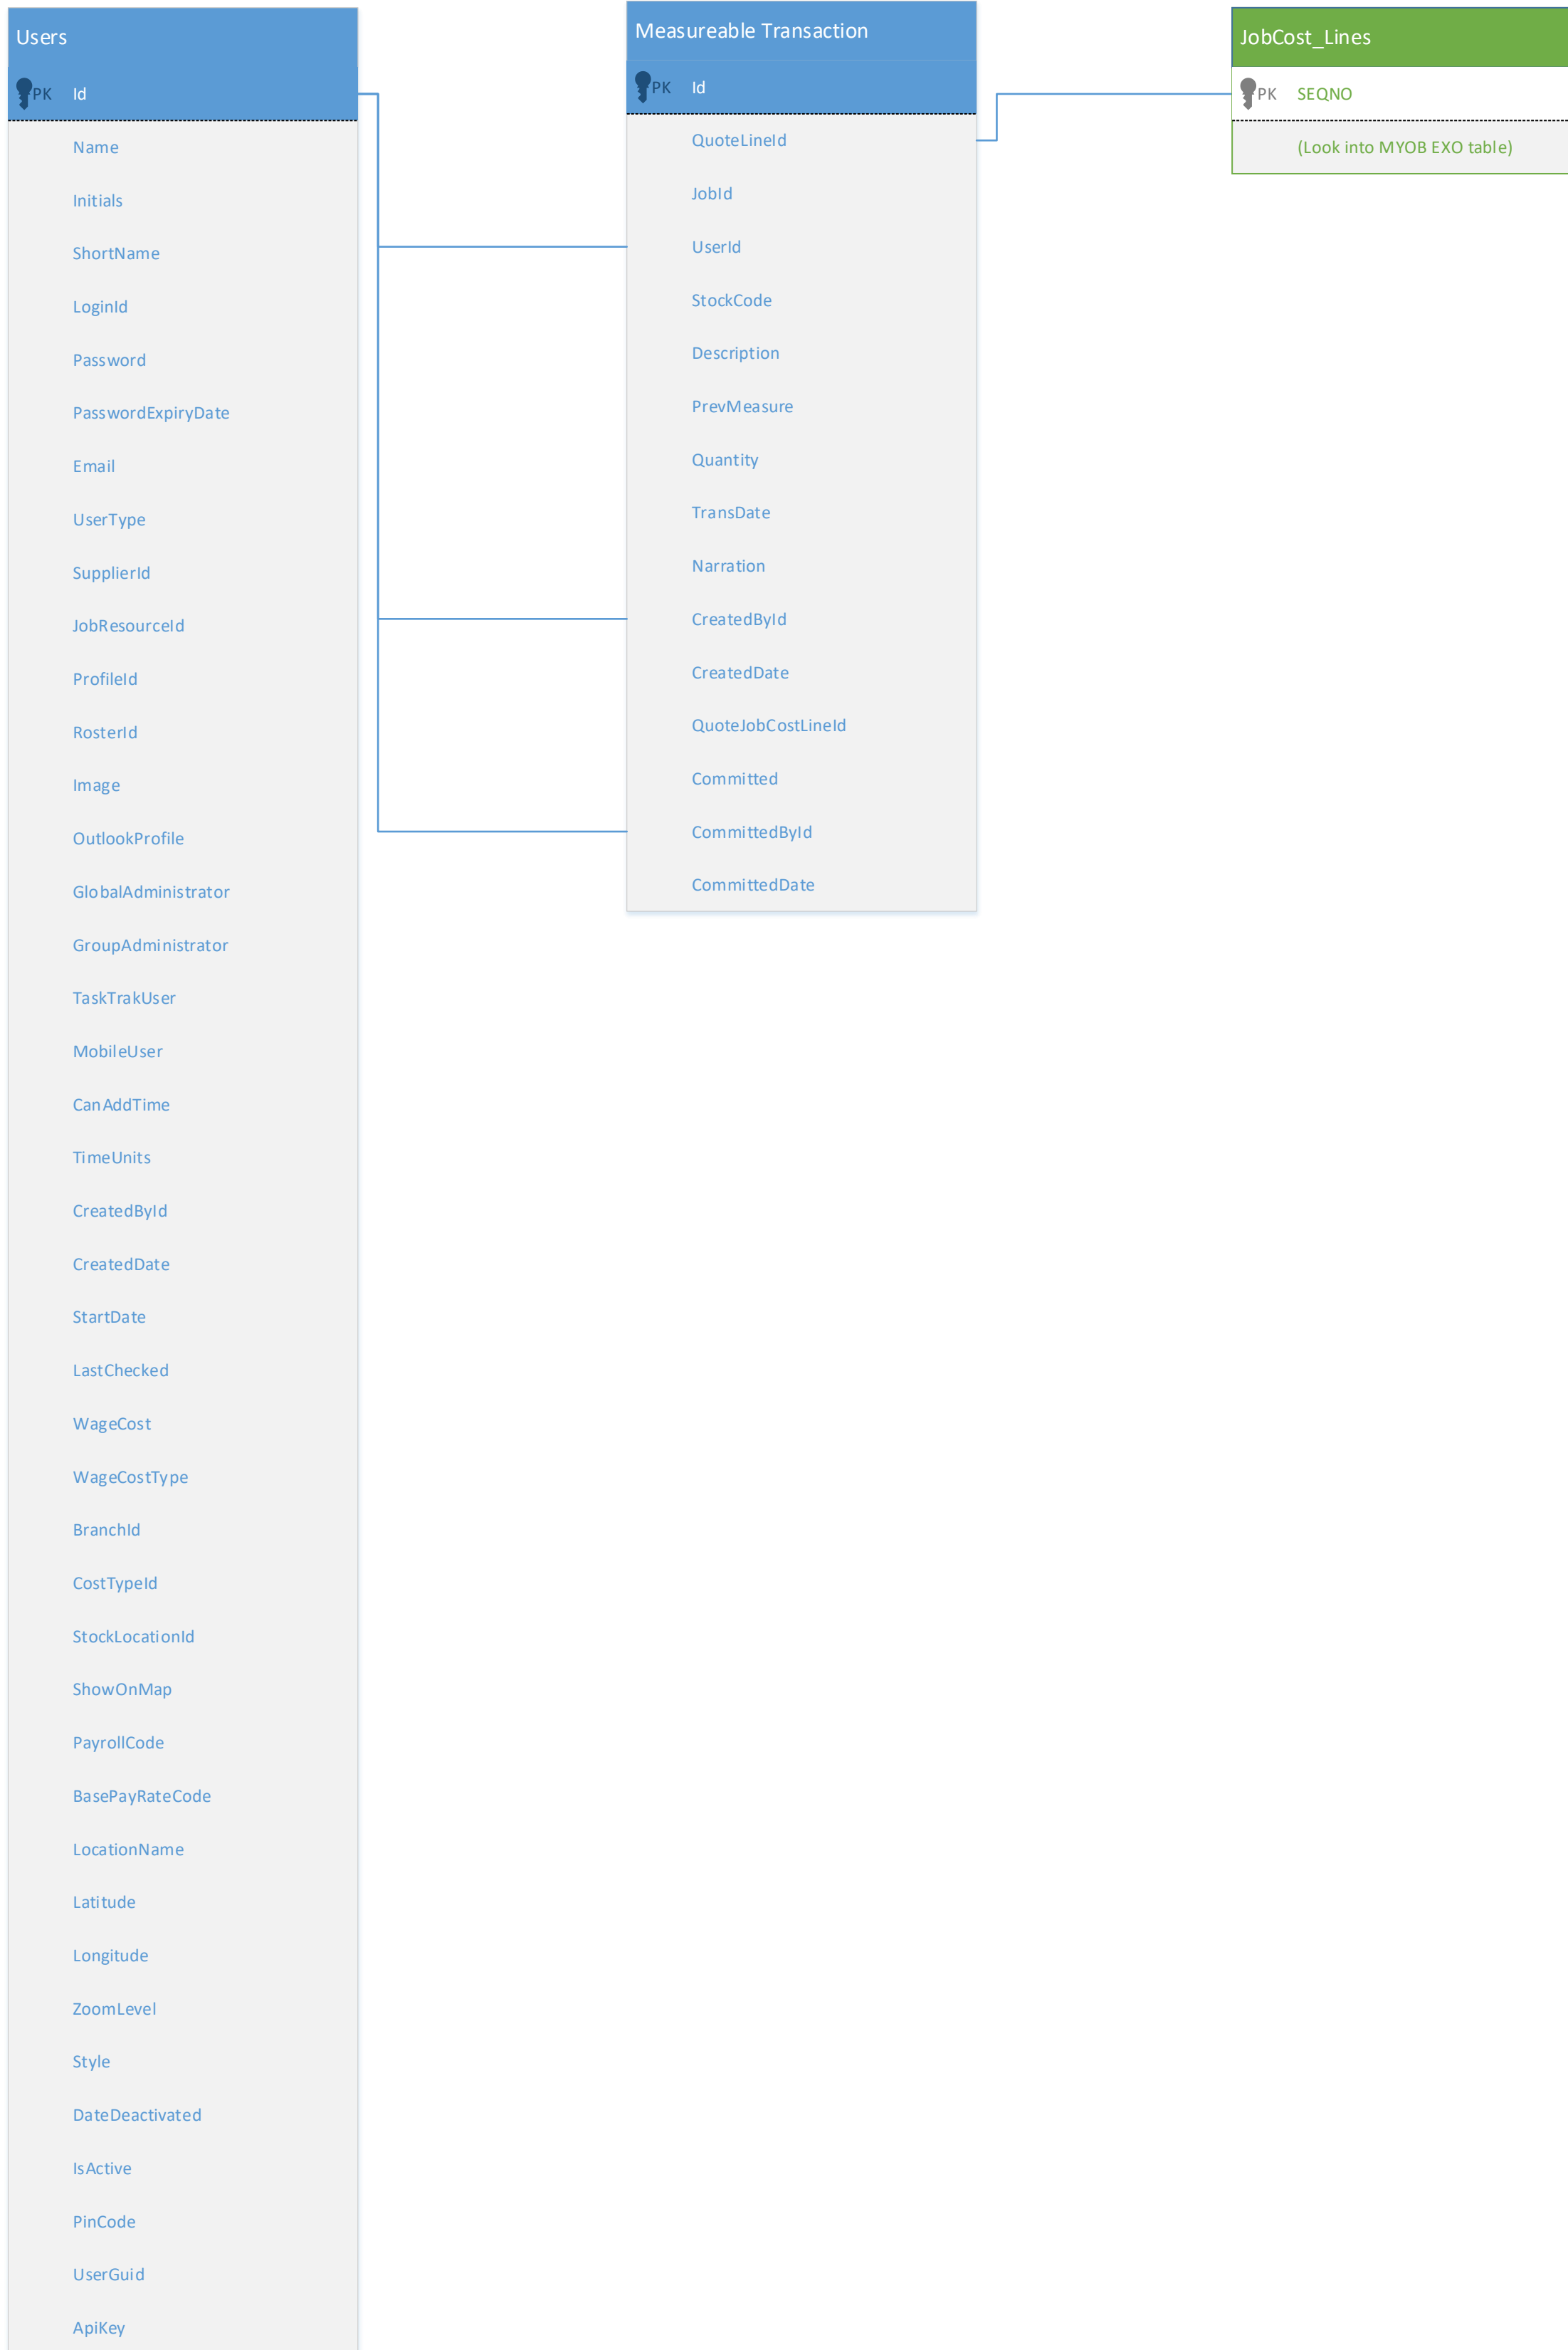 Users
PK Id
Name
Initials
ShortName
LoginId
Password
PasswordExpiryDate
Email
UserType
SupplierId
JobResourceId
ProfileId
RosterId
Image
OutlookProfile
GlobalAdministrator
GroupAdministrator
TaskTrakUser
MobileUser
CanAddTime
TimeUnits
CreatedById
CreatedDate
StartDate
LastChecked
WageCost
WageCostType
BranchId
CostTypeId
StockLocationId
ShowOnMap
PayrollCode
BasePayRateCode
LocationName
Latitude
Longitude
ZoomLevel
Style
DateDeactivated
IsActive
PinCode
UserGuid
ApiKey
Measureable Transaction
PK Id
QuoteLineId
JobId
UserId
StockCode
Description
PrevMeasure
Quantity
TransDate
Narration
CreatedById
CreatedDate
QuoteJobCostLineId
Committed
CommittedById
CommittedDate
JobCost_Lines
PK SEQNO
(Look into MYOB EXO table)